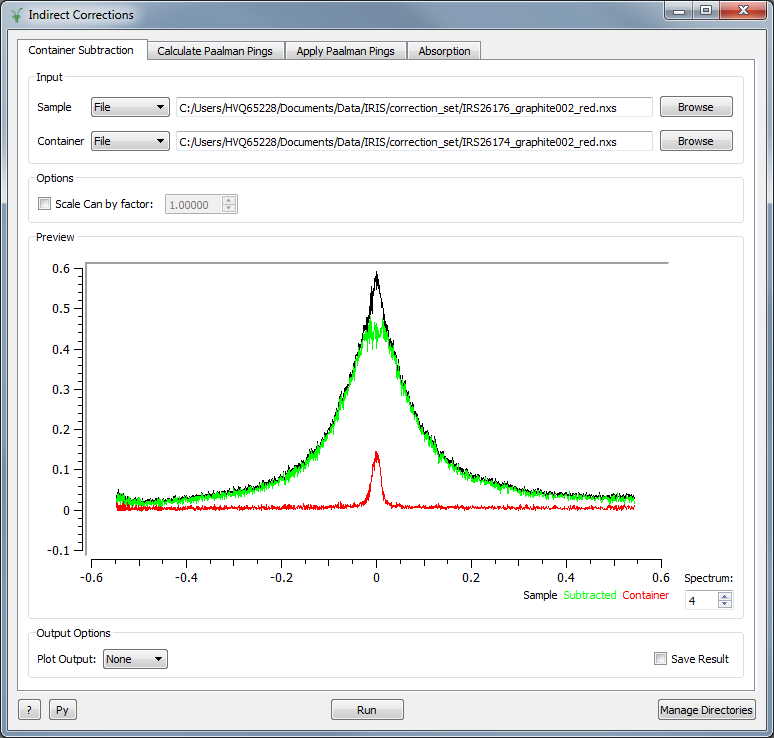 Indirect Corrections
Container Subtraction Calculate Paalman Pings Apply Paalman Pings Absorption
Input
Sample File C:/Users/HVQ65228/Documents/Data/IRIS/correction_set/IRS26176_graphite002_red.nxs Browse
Container File C:/Users/HVQ65228/Documents/Data/IRIS/correction_set/IRS26174_graphite002_red.nxs Browse
Options
Scale Can by factor: 1.00000
Preview
0.6
0.5
0.4
0.3
0.2
0.1
0
-0.1
-0.6 -0.4 -0.2 0 0.2 0.4 0.6
Spectrum:
Sample Subtracted Container
4
Output Options
Plot Output: None Save Result
? Py Run Manage Directories